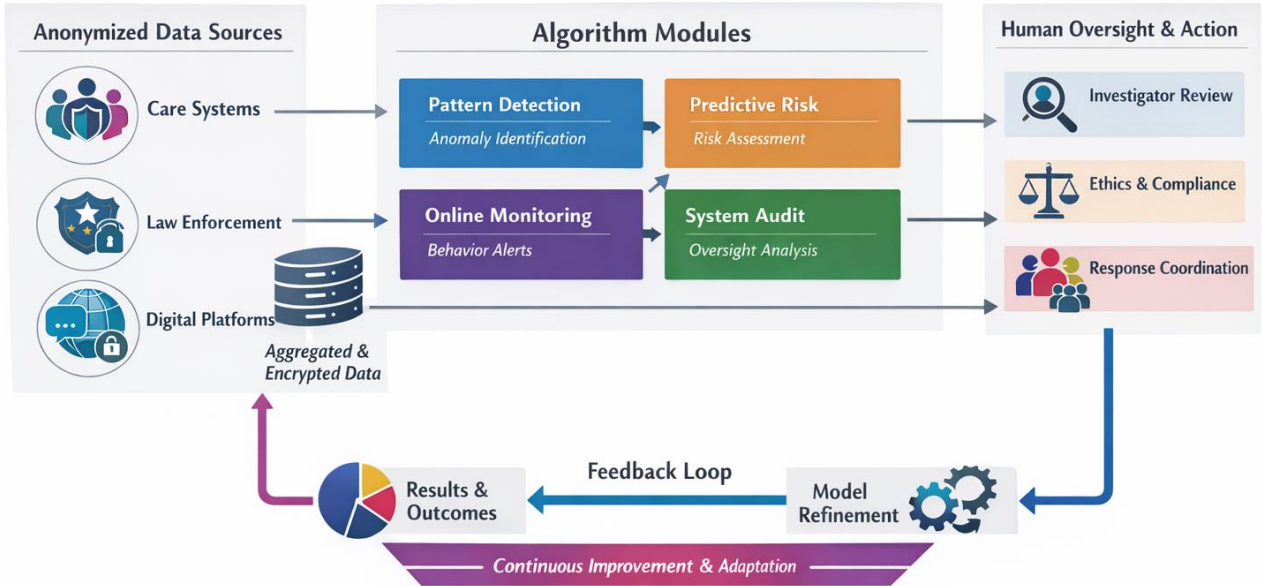 Anonymized Data Sources
Care Systems
Law Enforcement
Digital Platforms
Aggregated &
Encrypted Data
Algorithm Modules
Pattern Detection
Anomaly Identification
Predictive Risk
Risk Assessment
Online Monitoring
Behavior Alerts
System Audit
Oversight Analysis
Human Oversight & Action
Investigator Review
Ethics & Compliance
Response Coordination
Feedback Loop
Results &
Outcomes
Model
Refinement
Continuous Improvement & Adaptation